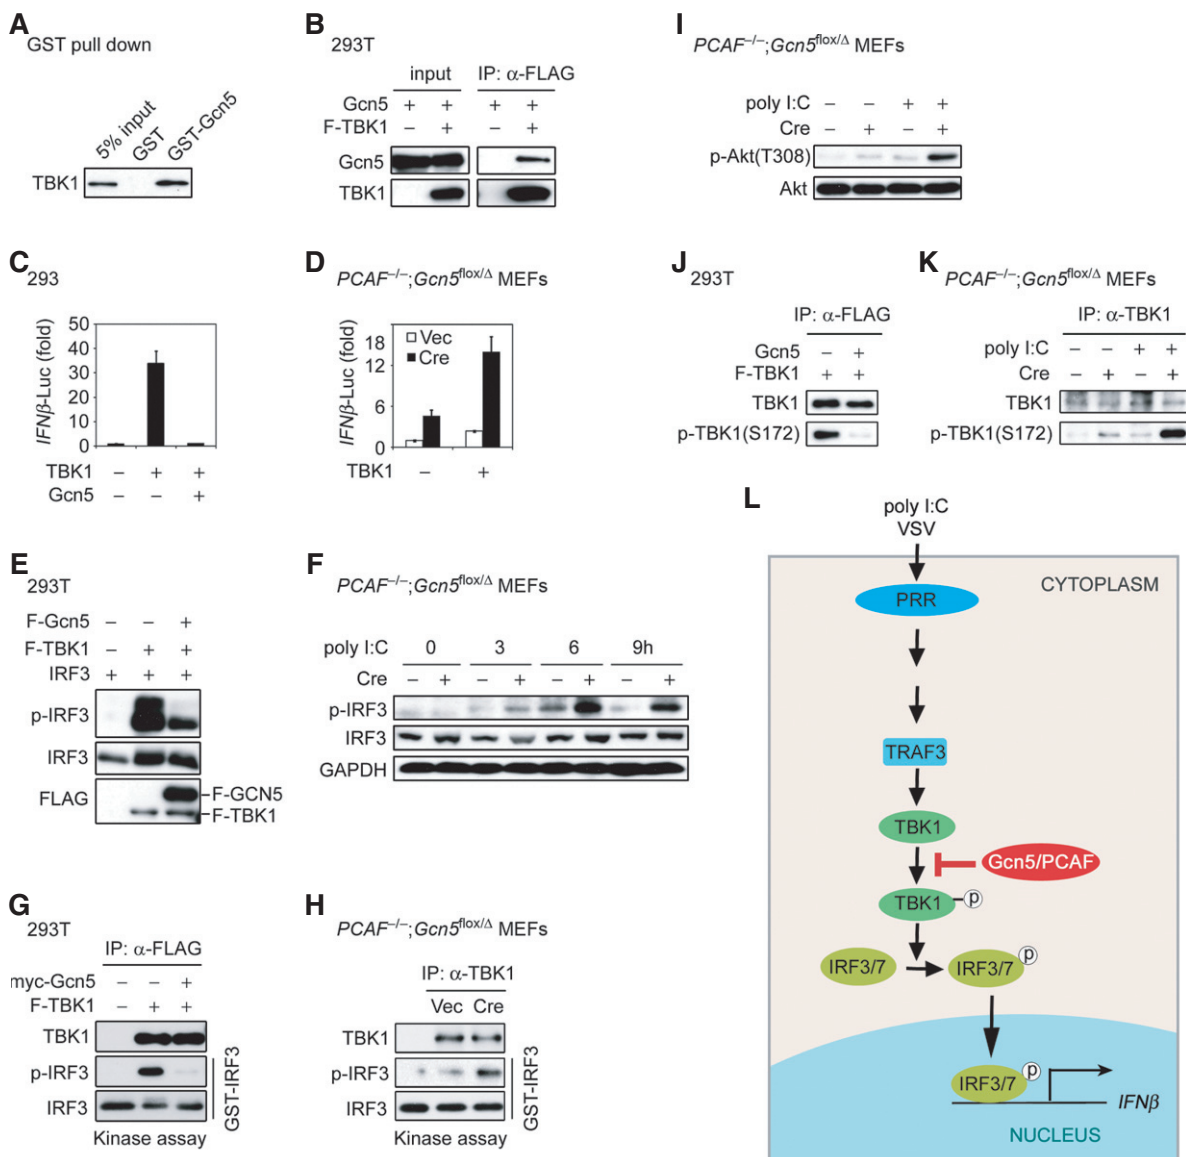 A
GST pull down
5% input
GST
GST-Gcn5
TBK1
B
293T
input IP: α-FLAG
Gcn5 + + + +
F-TBK1 – + – +
Gcn5
TBK1
I
PCAF–/–;Gcn5flox/Δ MEFs
poly I:C – – + +
Cre – + – +
p-Akt(T308)
Akt
C
293
IFNβ-Luc (fold)
50
40
30
20
10
0
TBK1 – + +
Gcn5 – – +
D
PCAF–/–;Gcn5flox/Δ MEFs
IFNβ-Luc (fold)
18
12
6
0
Vec
Cre
TBK1 – +
J
293T
IP: α-FLAG
Gcn5 – +
F-TBK1 + +
TBK1
p-TBK1(S172)
K
PCAF–/–;Gcn5flox/Δ MEFs
IP: α-TBK1
poly I:C – – + +
Cre – + – +
TBK1
p-TBK1(S172)
E
293T
F-Gcn5 – – +
F-TBK1 – + +
IRF3 + + +
p-IRF3
IRF3
FLAG
F-GCN5
F-TBK1
F
PCAF–/–;Gcn5flox/Δ MEFs
poly I:C 0 3 6 9h
Cre – + – + – + – +
p-IRF3
IRF3
GAPDH
G
293T
IP: α-FLAG
myc-Gcn5 – – +
F-TBK1 – + +
TBK1
p-IRF3
IRF3
GST-IRF3
Kinase assay
H
PCAF–/–;Gcn5flox/Δ MEFs
IP: α-TBK1
Vec Cre
TBK1
p-IRF3
IRF3
GST-IRF3
Kinase assay
L
poly I:C
VSV
CYTOPLASM
PRR
TRAF3
TBK1
Gcn5/PCAF
TBK1 p
IRF3/7 IRF3/7 p
IRF3/7 p
IFNβ
NUCLEUS